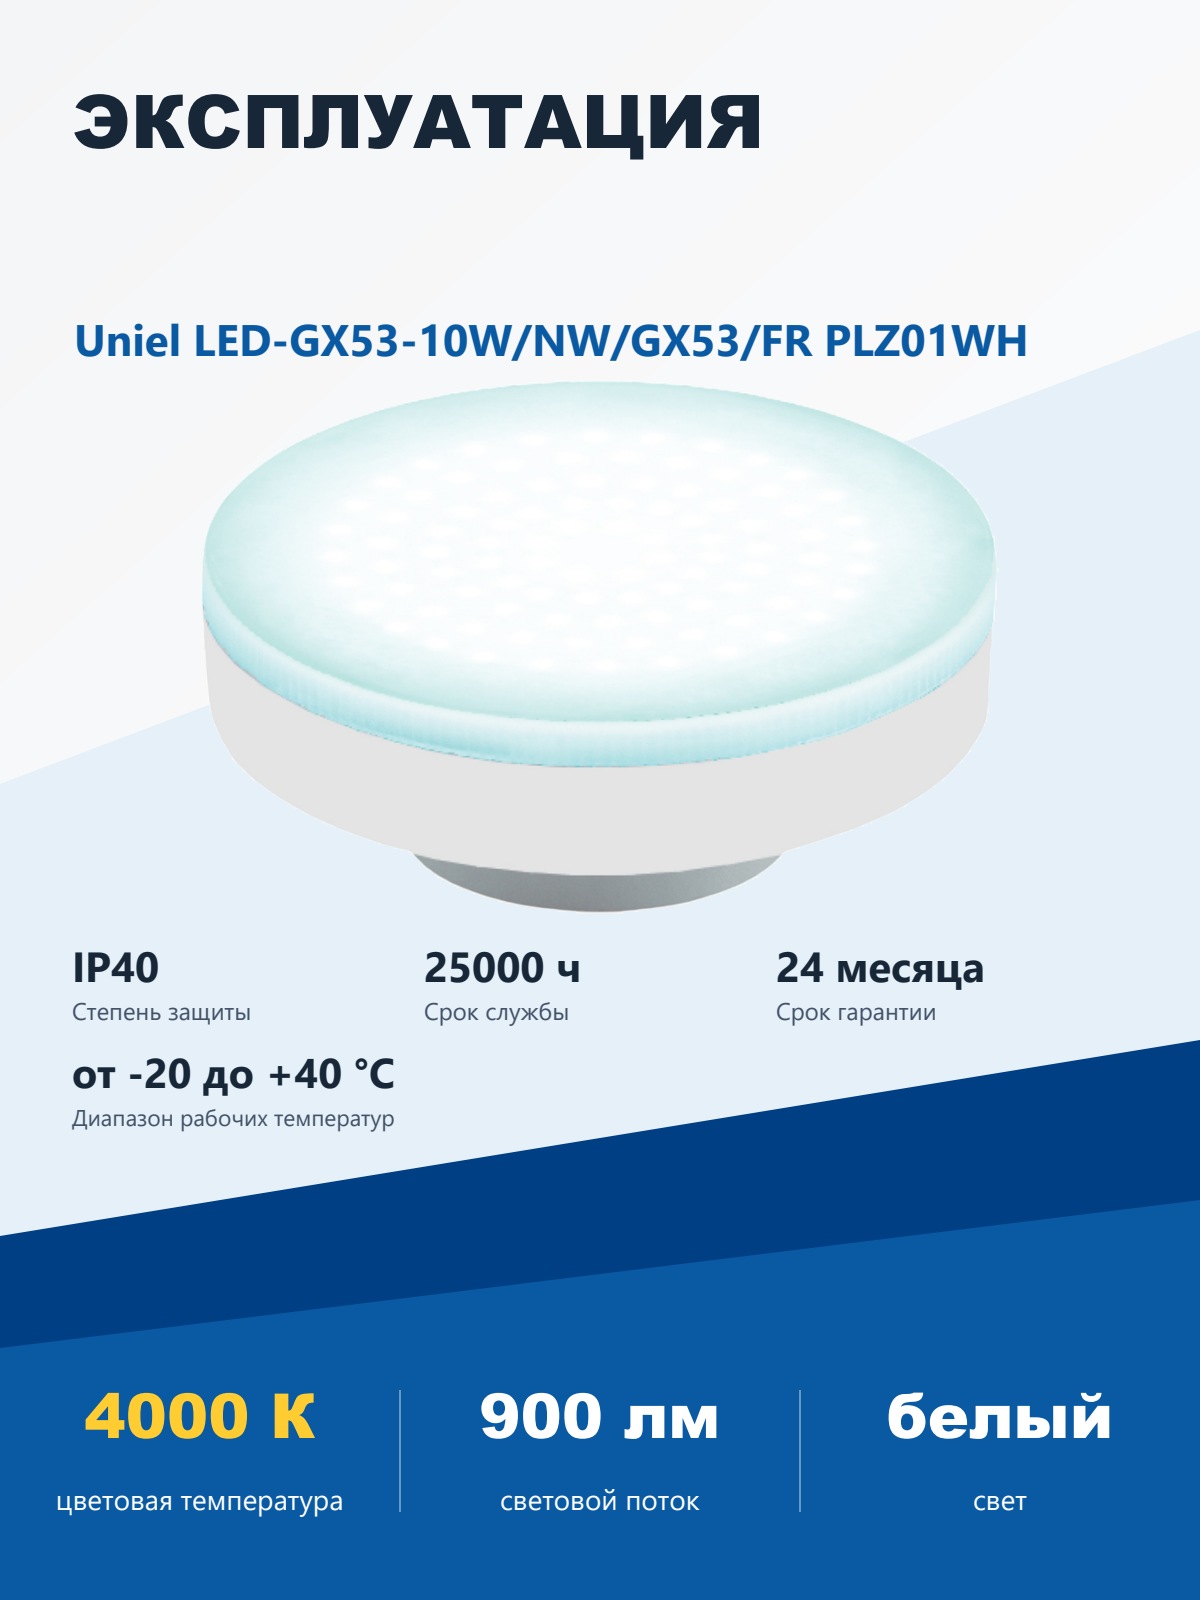 ЭКСПЛУАТАЦИЯ
Uniel LED-GX53-10W/NW/GX53/FR PLZ01WH
IP40
Степень защиты
25000 ч
Срок службы
24 месяца
Срок гарантии
от -20 до +40 °C
Диапазон рабочих температур
4000 К
цветовая температура
900 лм
световой поток
белый
свет